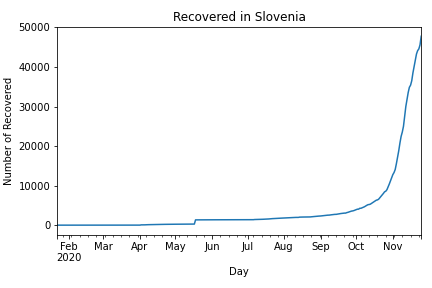 Recovered in Slovenia
Number of Recovered
50000
40000
30000
20000
10000
0
Feb Mar Apr May Jun Jul Aug Sep Oct Nov
2020
Day